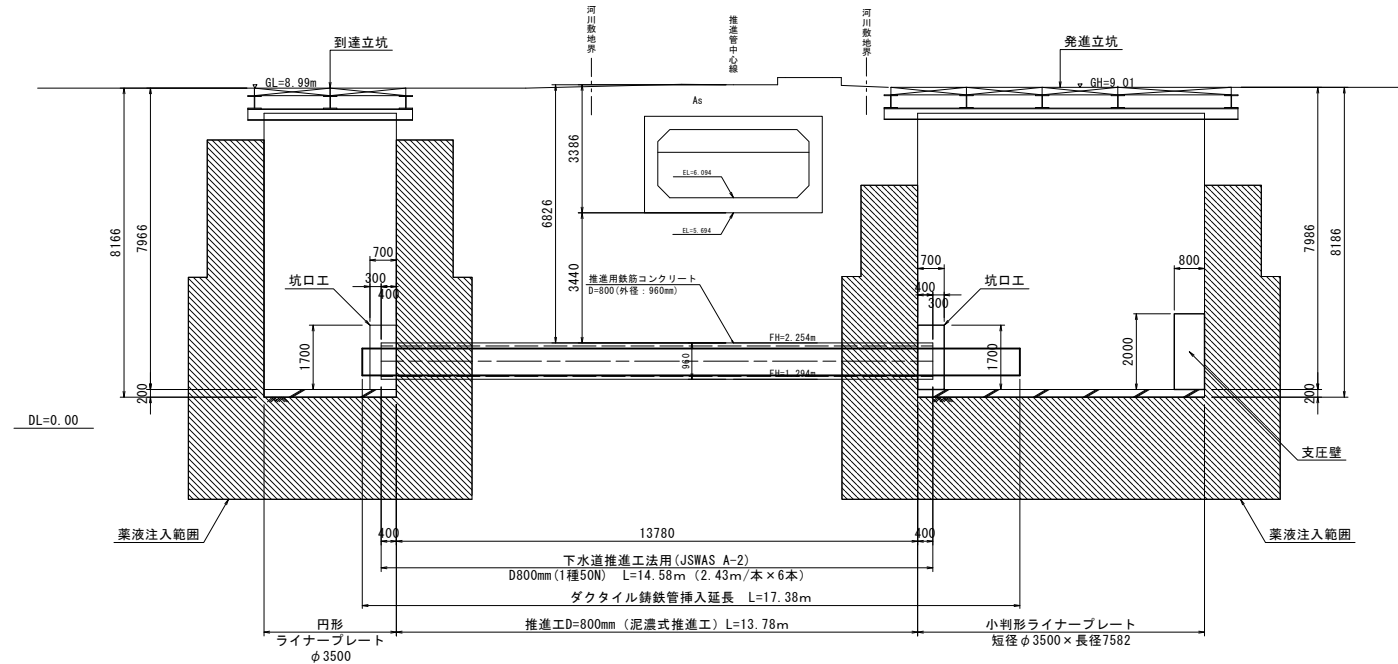 河川敷地界
推進管中心線
河川敷地界
到達立坑
発進立坑
GL=8.99m
GH=9.01
As
3386
6826
EL=6.094
EL=5.694
8166
7966
7986
8186
3440
700
300
400
坑口工
推進用鉄筋コンクリート
D=800(外径：960mm)
700
400
300
坑口工
800
1700
FH=2.254m
960
FH=1.294m
1700
2000
200
200
DL=0.00
支圧壁
薬液注入範囲
薬液注入範囲
400
13780
400
下水道推進工法用(JSWAS A-2)
D800mm(1種50N) L=14.58m (2.43m/本×6本)
ダクタイル鋳鉄管挿入延長 L=17.38m
円形
ライナープレート
φ3500
推進工D=800mm (泥濃式推進工) L=13.78m
小判形ライナープレート
短径φ3500×長径7582